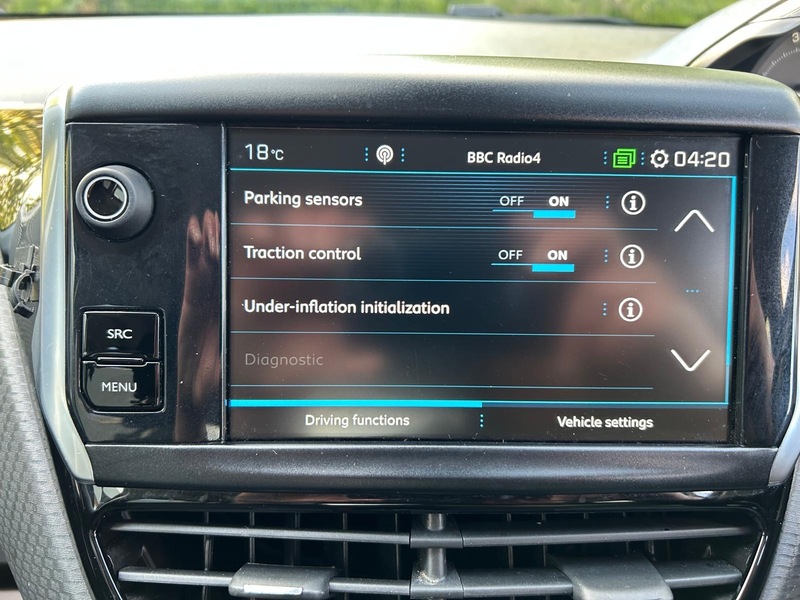 18°C BBC Radio4 04:20
Parking sensors OFF ON i
Traction control OFF ON i
Under-inflation initialization i
SRC
Diagnostic
MENU
Driving functions Vehicle settings
3